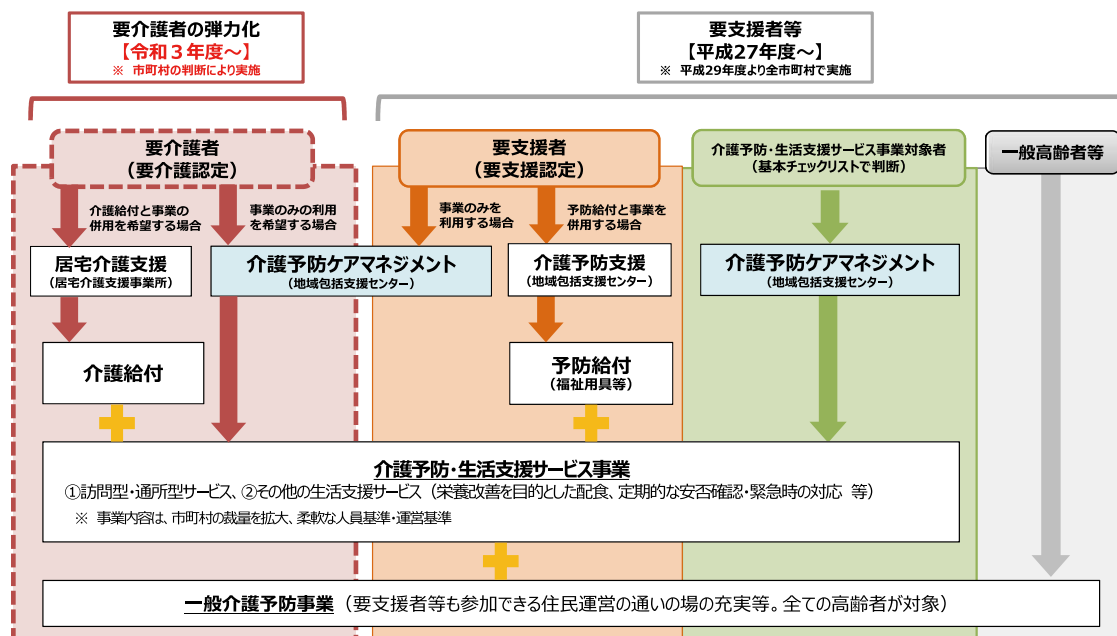 要介護者の弾力化
【令和３年度～】
※ 市町村の判断により実施
要支援者等
【平成27年度～】
※ 平成29年度より全市町村で実施
要介護者
（要介護認定）
要支援者
（要支援認定）
介護予防・生活支援サービス事業対象者
（基本チェックリストで判断）
一般高齢者等
介護給付と事業の
併用を希望する場合
事業のみの利用
を希望する場合
事業のみを
利用する場合
予防給付と事業を
併用する場合
居宅介護支援
（居宅介護支援事業所）
介護予防ケアマネジメント
（地域包括支援センター）
介護予防支援
（地域包括支援センター）
介護予防ケアマネジメント
（地域包括支援センター）
介護給付
予防給付
（福祉用具等）
介護予防・生活支援サービス事業
①訪問型・通所型サービス、②その他の生活支援サービス（栄養改善を目的とした配食、定期的な安否確認・緊急時の対応 等）
※ 事業内容は、市町村の裁量を拡大、柔軟な人員基準・運営基準
一般介護予防事業（要支援者等も参加できる住民運営の通いの場の充実等。全ての高齢者が対象）